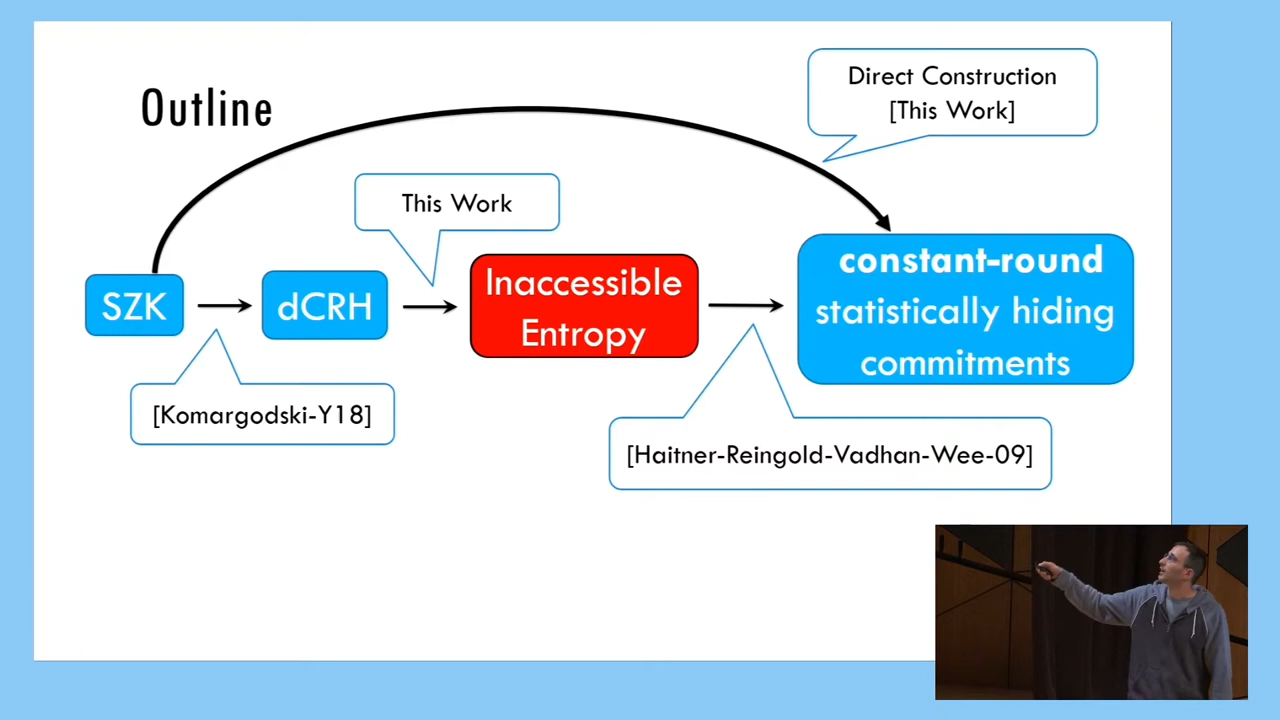 Outline
Direct Construction
[This Work]
This Work
SZK
dCRH
Inaccessible
Entropy
constant-round
statistically hiding
commitments
[Komargodski-Y18]
[Haitner-Reingold-Vadhan-Wee-09]